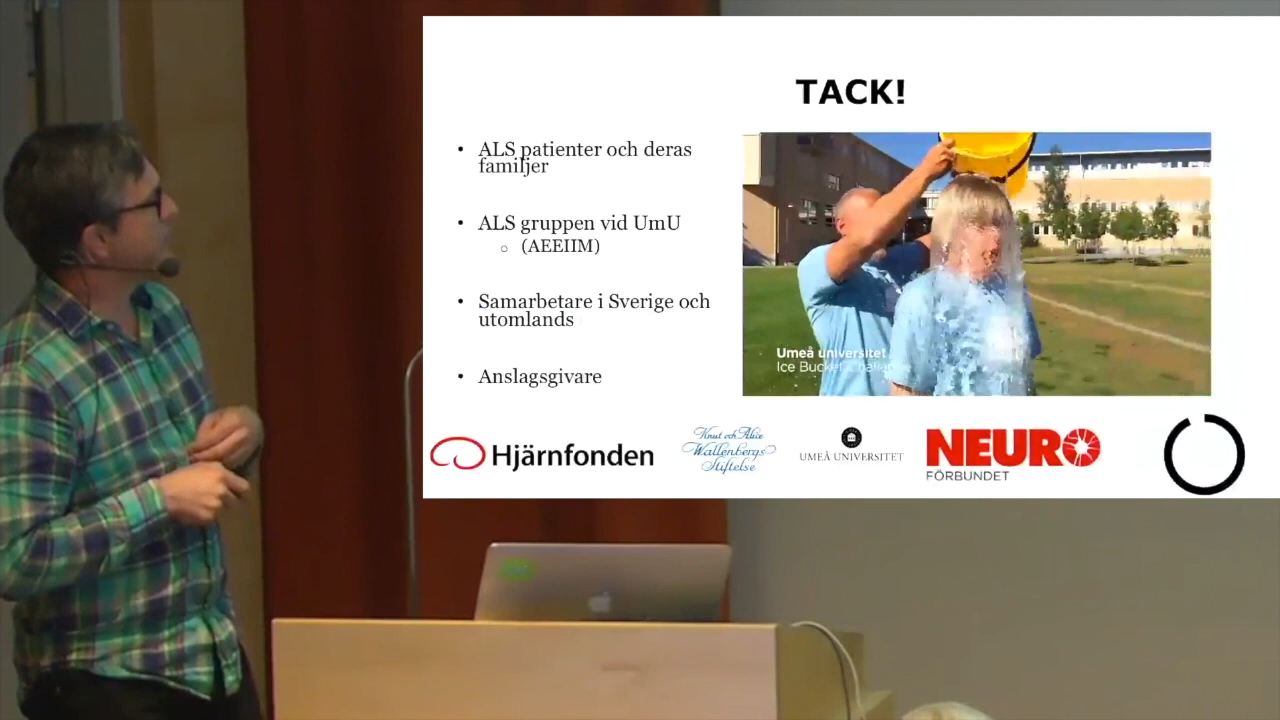 TACK!
• ALS patienter och deras
familjer
• ALS gruppen vid UmU
○ (AEEIIM)
• Samarbetare i Sverige och
utomlands
• Anslagsgivare
Umeå universitet
Ice Bucket Challenge
Hjärnfonden
Knut och Alice
Wallenbergs
Stiftelse
UMEÅ UNIVERSITET
NEURO
FÖRBUNDET